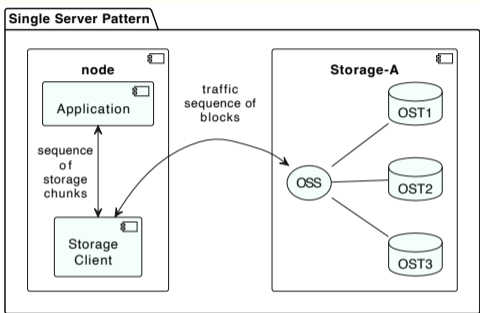 Single Server Pattern
node
Application
sequence
of
storage
chunks
Storage
Client
traffic
sequence of
blocks
Storage-A
OSS
OST1
OST2
OST3